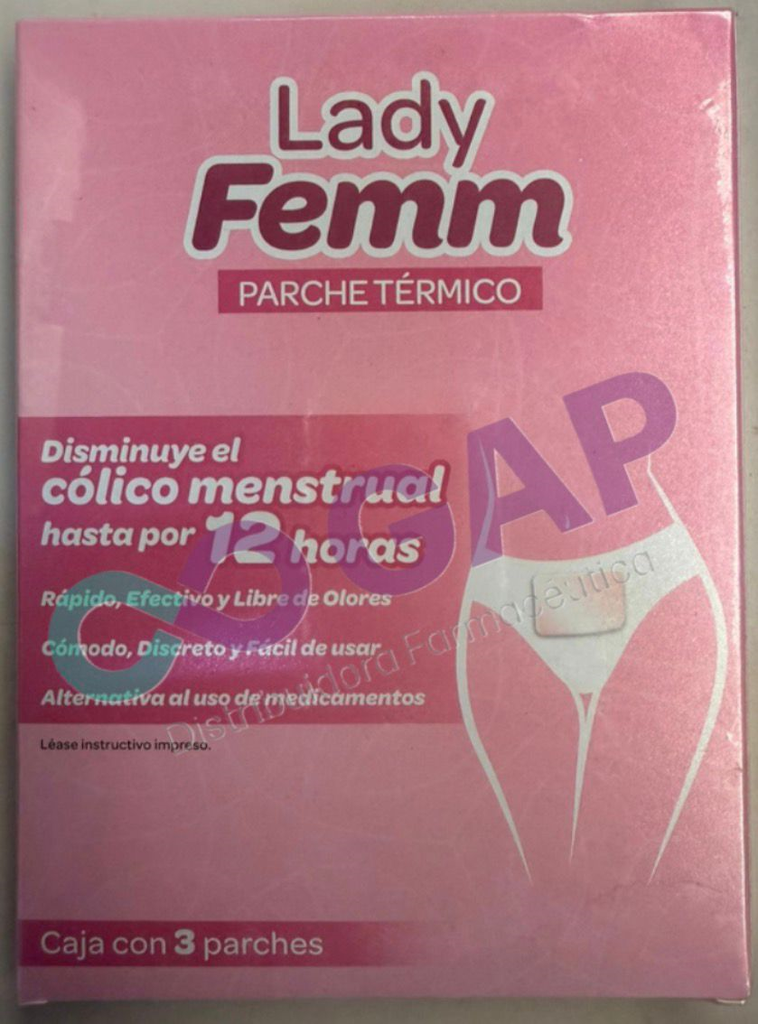 Lady
Femm
PARCHE TÉRMICO
Disminuye el
cólico menstrual
hasta por 12 horas
Rápido, Efectivo y Libre de Olores
Cómodo, Discreto y Fácil de usar
Alternativa al uso de medicamentos
Léase instructivo impreso.
GAP
Distribuidora Farmacéutica
Caja con 3 parches